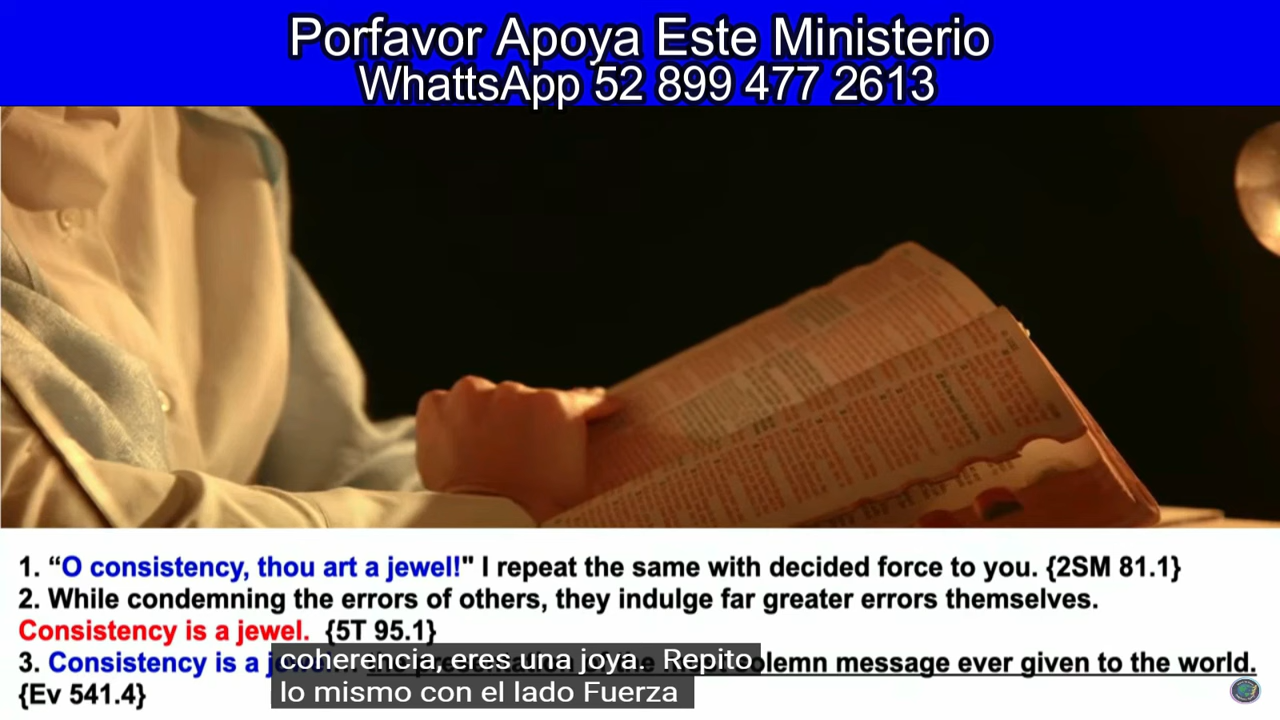 Porfavor Apoya Este Ministerio
WhattsApp 52 899 477 2613
1. “O consistency, thou art a jewel!" I repeat the same with decided force to you. {2SM 81.1}
2. While condemning the errors of others, they indulge far greater errors themselves.
Consistency is a jewel. {5T 95.1}
3. Consistency is a of the solemn message ever given to the world.
{Ev 541.4}
coherencia, eres una joya. Repito
lo mismo con el lado Fuerza